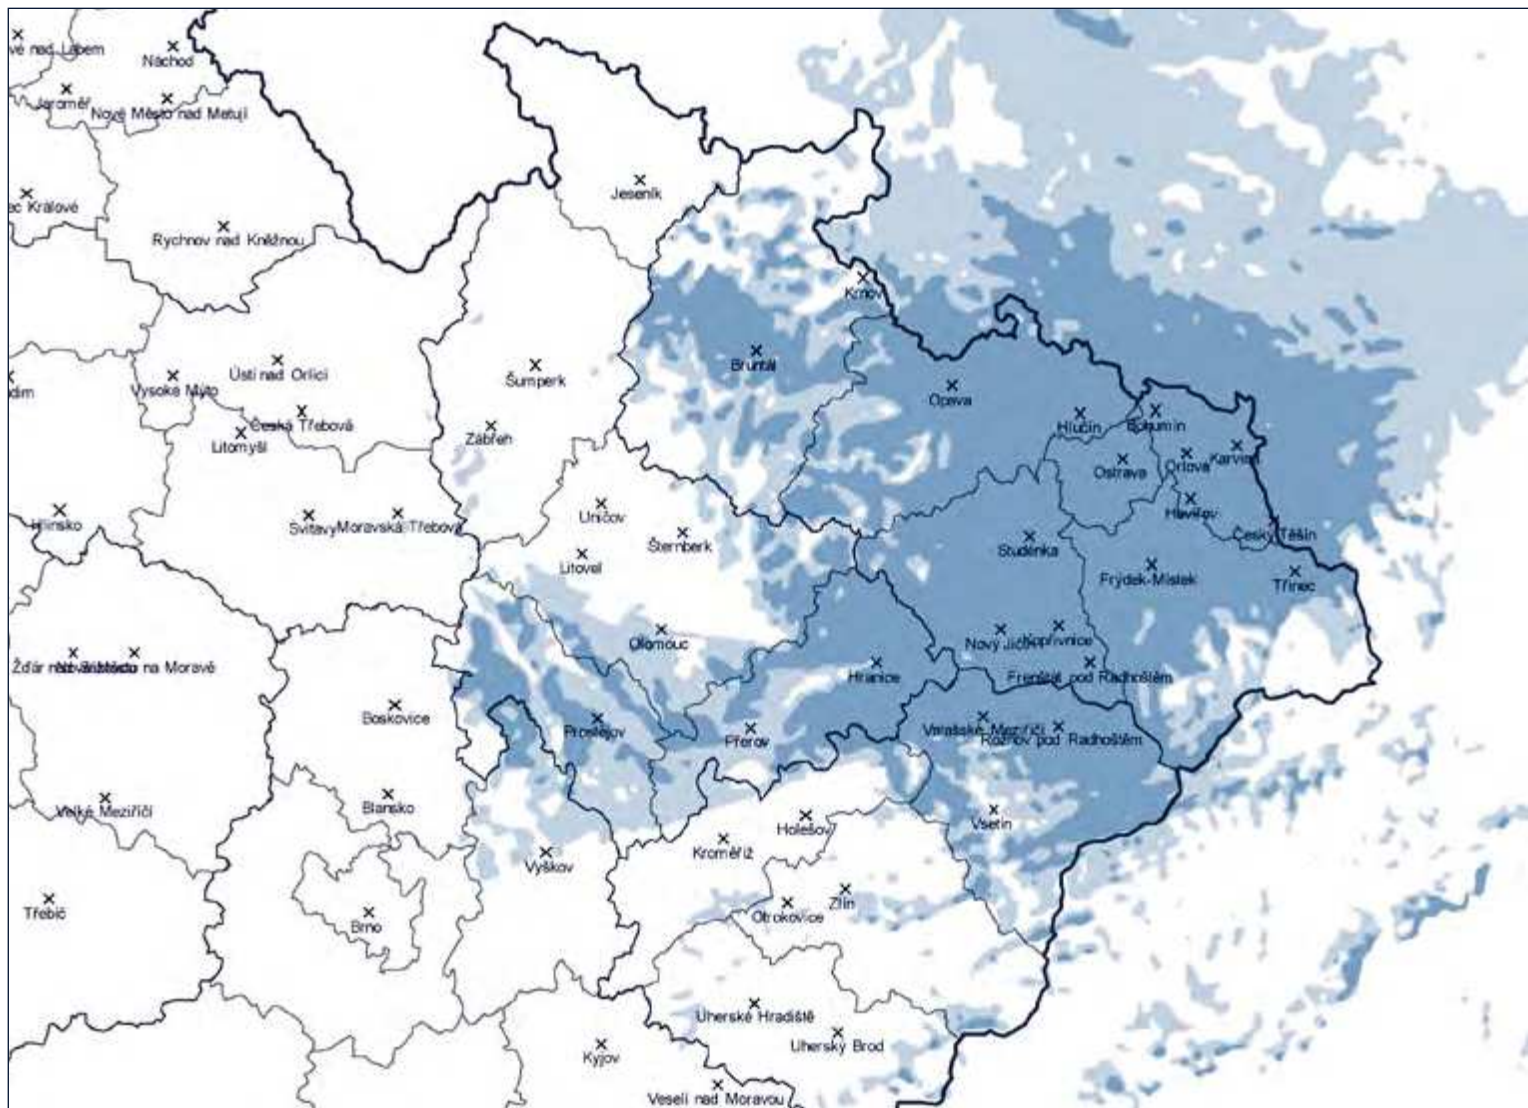 Náchod
Jaroměř
Nové Město nad Metují
Jeseník
Rychnov nad Kněžnou
Krnov
Bruntál
Ústí nad Orlicí
Šumperk
Vysoké Mýto
Opava
Česká Třebová
Hlučín
Bohumín
Litomyšl
Zábřeh
Ostrava
Orlová
Karviná
Hlinsko
Svitavy
Moravská Třebová
Uničov
Havířov
Šternberk
Studénka
Český Těšín
Litovel
Frýdek-Místek
Třinec
Olomouc
Nový Jičín
Kopřivnice
na Moravě
Hranice
Frenštát pod Radhoštěm
Boskovice
Prostějov
Přerov
Valašské Meziříčí
Rožnov pod Radhoštěm
Velké Meziříčí
Blansko
Holešov
Vsetín
Kroměříž
Vyškov
Třebíč
Brno
Otrokovice
Zlín
Uherské Hradiště
Uherský Brod
Kyjov
Veselí nad Moravou